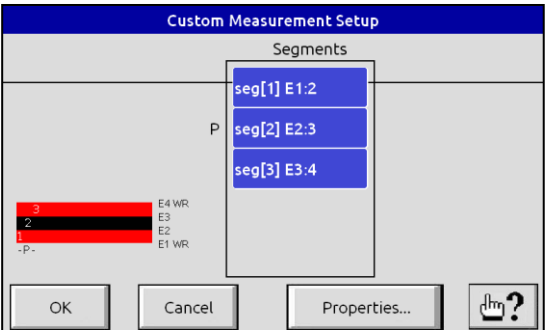 Custom Measurement Setup
Segments
seg[1] E1:2
P seg[2] E2:3
seg[3] E3:4
3 E4 WR
E3
2 E2
1 E1 WR
-P-
OK Cancel Properties... ?